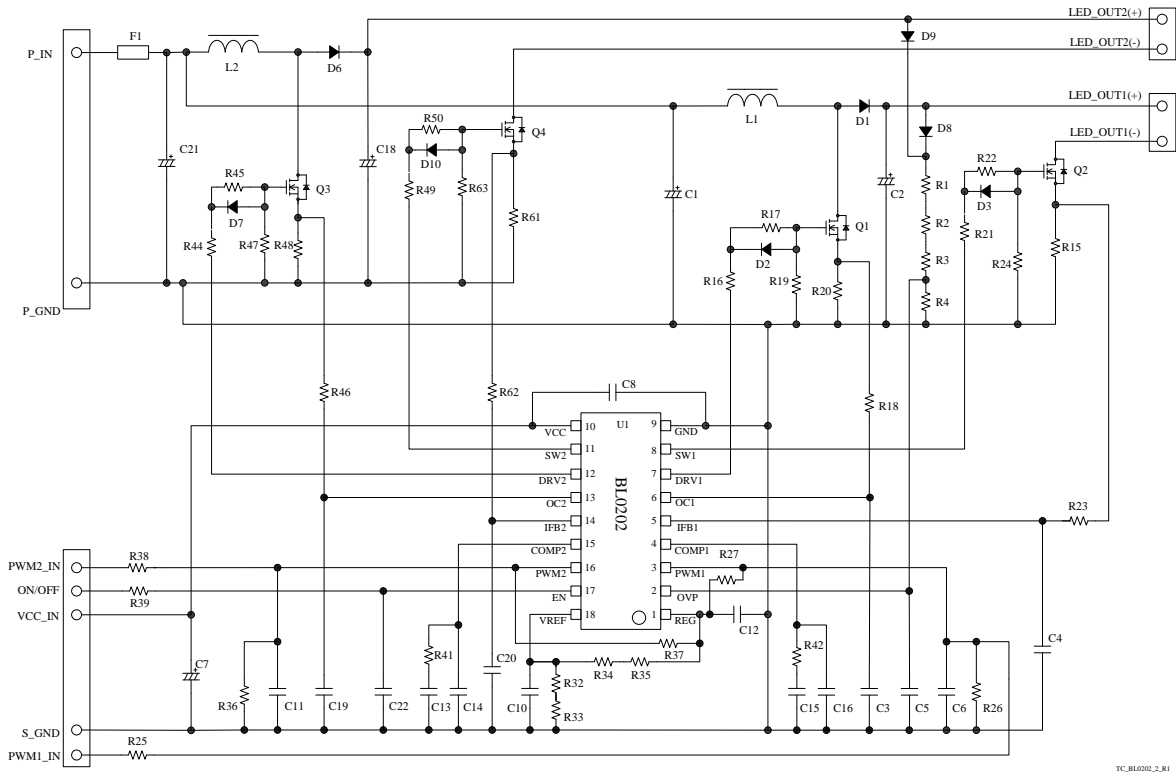 LED_OUT2(+)
P_IN
F1
D9
L2
D6
LED_OUT2(-)
LED_OUT1(+)
R50
Q4
L1
D1
D8
LED_OUT1(-)
C21
D10
C18
R22
Q2
R45
Q3
R49
R63
C1
C2
R1
D3
D7
R61
R17
Q1
R2
R21
R44
R47
R48
D2
R3
R24
R15
R16
R19
R20
R4
P_GND
R46
R62
C8
R18
VCC
10
U1
9
GND
SW2
11
8
SW1
DRV2
12
BL0202
7
DRV1
OC2
13
6
OC1
IFB2
14
5
IFB1
R23
COMP2
15
4
COMP1
R27
PWM2_IN
R38
PWM2
16
3
PWM1
ON/OFF
R39
EN
17
2
OVP
VCC_IN
VREF
18
1
REG
C12
R37
R41
R42
C4
C7
C20
R34
R35
R32
R36
C11
C19
C22
C13
C14
C10
R33
C15
C16
C3
C5
C6
R26
S_GND
R25
PWM1_IN
TC_BL0202_2_R1